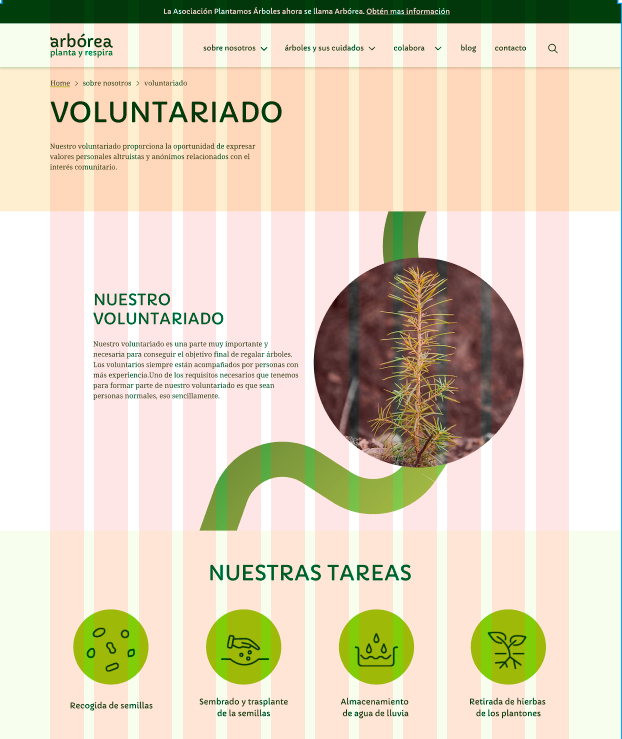 La Asociación Plantamos Árboles ahora se llama Arbórea. Obtén mas información
arbórea
planta y respira
sobre nosotros árboles y sus cuidados colabora blog contacto
Home > sobre nosotros > voluntariado
VOLUNTARIADO
Nuestro voluntariado proporciona la oportunidad de expresar
valores personales altruistas y anónimos relacionados con el
interés comunitario.
NUESTRO
VOLUNTARIADO
Nuestro voluntariado es una parte muy importante y
necesaria para conseguir el objetivo final de regalar árboles.
Los voluntarios siempre están acompañados por personas con
más experiencia.Uno de los requisitos necesarios que tenemos
para formar parte de nuestro voluntariado es que sean
personas normales, eso sencillamente.
NUESTRAS TAREAS
Recogida de semillas
Sembrado y trasplante
de la semillas
Almacenamiento
de agua de lluvia
Retirada de hierbas
de los plantones